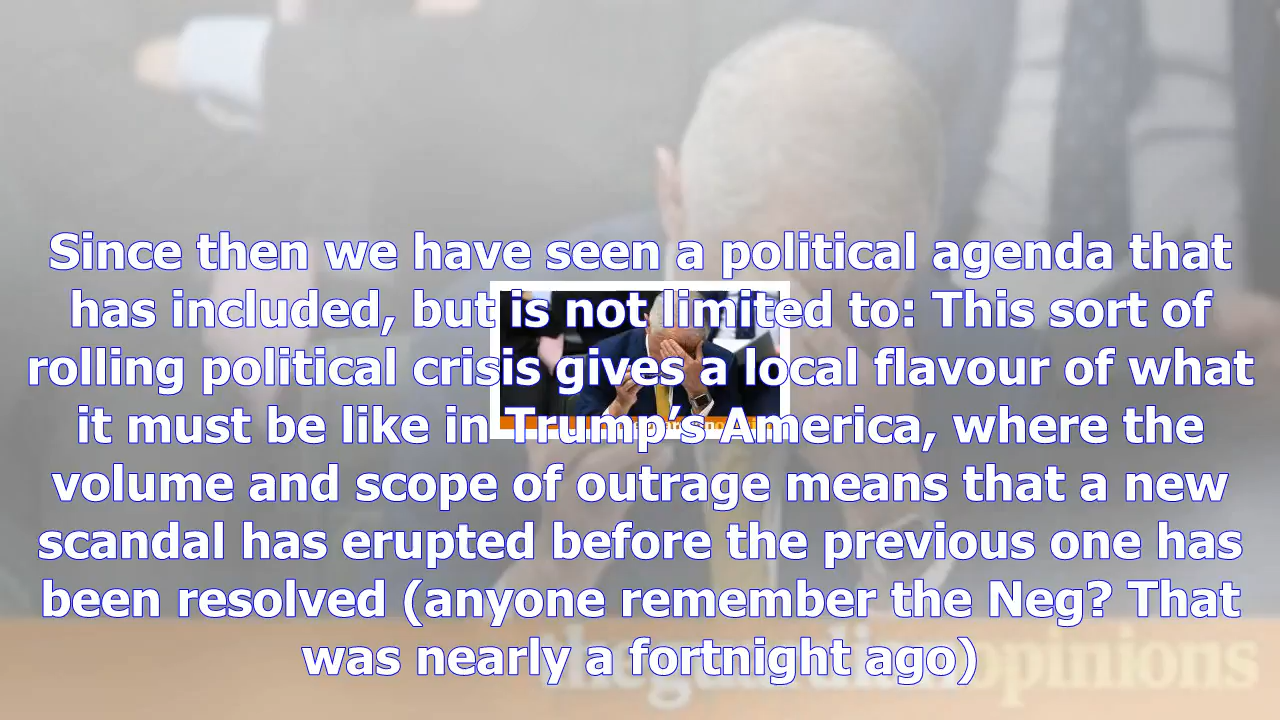 Since then we have seen a political agenda that
has included, but is not limited to: This sort of
rolling political crisis gives a local flavour of what
it must be like in Trump’s America, where the
volume and scope of outrage means that a new
scandal has erupted before the previous one has
been resolved (anyone remember the Neg? That
was nearly a fortnight ago)
theguardianopinions